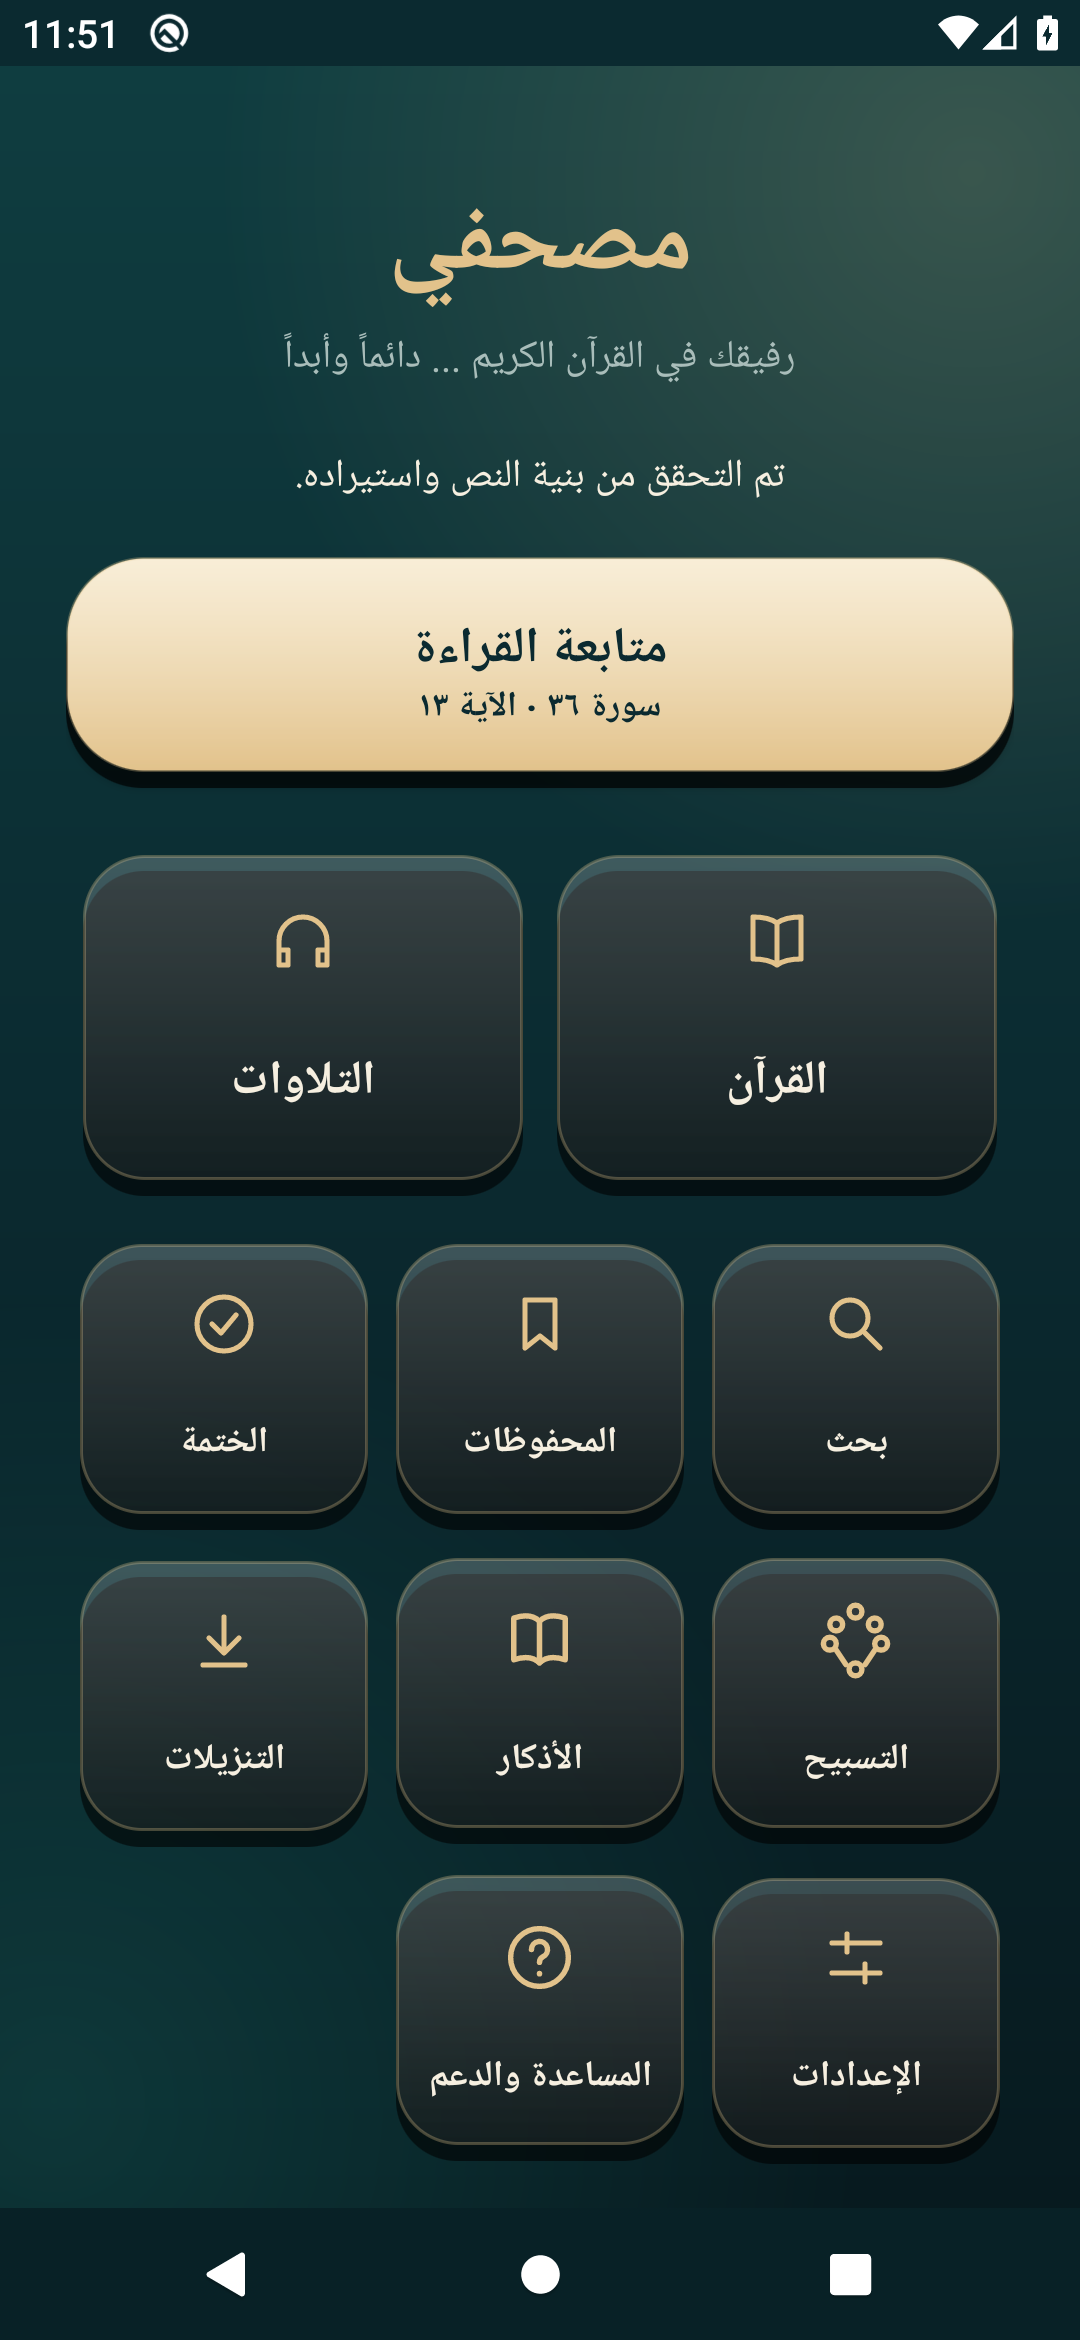 11:51
مصحفي
رفيقك في القرآن الكريم ... دائماً وأبداً
تم التحقق من بنية النص واستيراده.
متابعة القراءة
سورة ٣٦ • الآية ١٣
القرآن
التلاوات
بحث
المحفوظات
الختمة
التسبيح
الأذكار
التنزيلات
الإعدادات
المساعدة والدعم